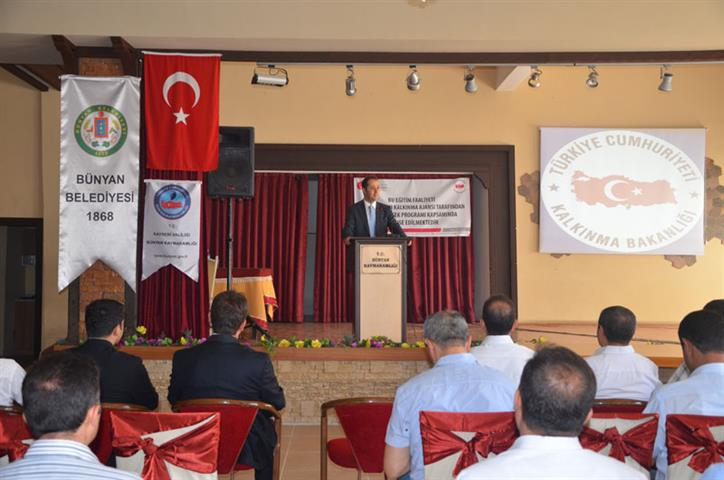 BÜNYAN
BELEDİYESİ
1868
T.C.
KAYSERİ VALİLİĞİ
BÜNYAN KAYMAKAMLIĞI
BU EĞİTİM FAALİYETİ
KALKINMA AJANSI TARAFINDAN
PROGRAMI KAPSAMINDA
EDİLMEKTEDİR.
T.C.
BÜNYAN
KAYMAKAMLIĞI
TÜRKİYE CUMHURİYETİ
KALKINMA BAKANLIĞI